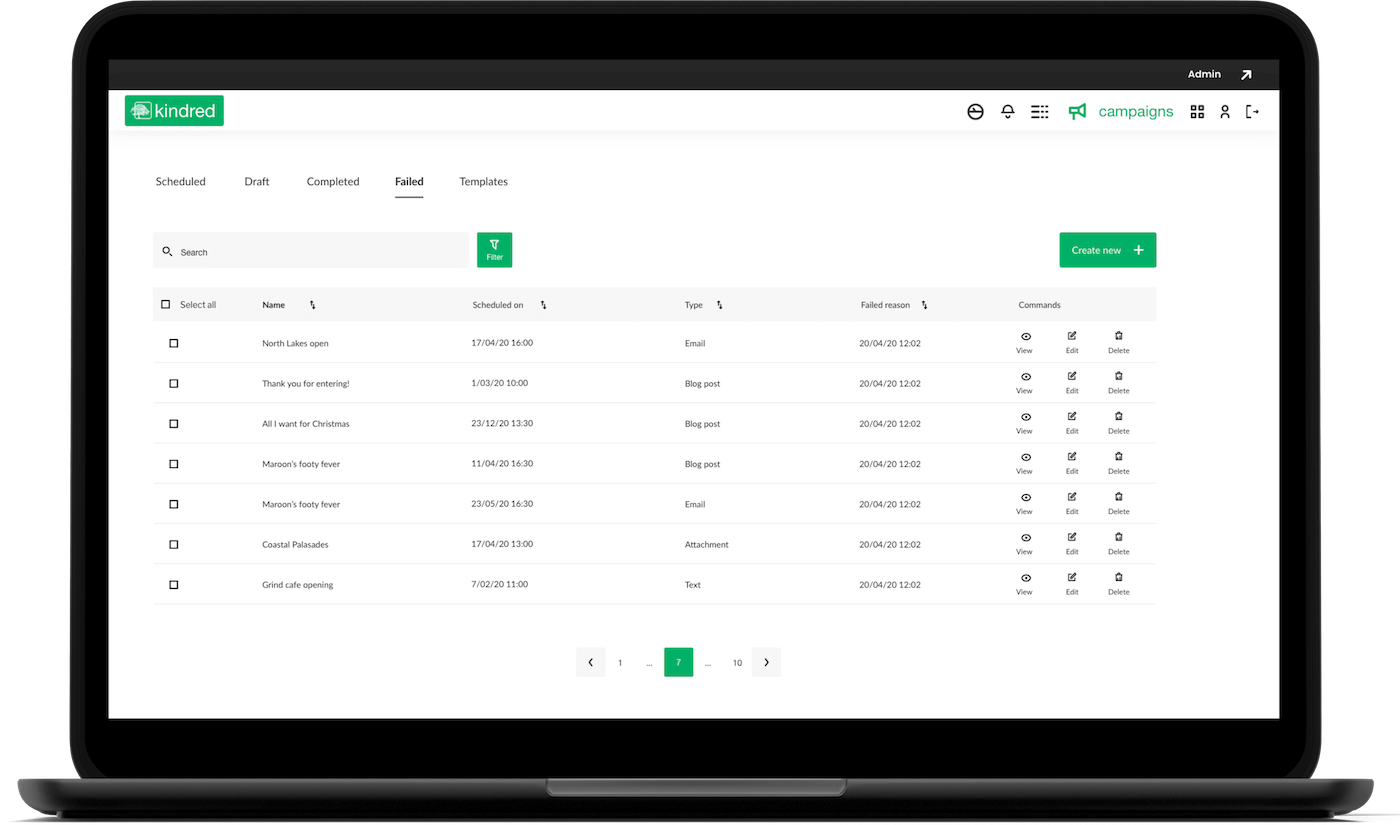 Admin
kindred
campaigns
Scheduled Draft Completed Failed Templates
Search
Filter
Create new +
Select all Name Scheduled on Type Failed reason Commands
North Lakes open 17/04/20 16:00 Email 20/04/20 12:02 View Edit Delete
Thank you for entering! 1/03/20 10:00 Blog post 20/04/20 12:02 View Edit Delete
All I want for Christmas 23/12/20 13:30 Blog post 20/04/20 12:02 View Edit Delete
Maroon's footy fever 11/04/20 16:30 Blog post 20/04/20 12:02 View Edit Delete
Maroon's footy fever 23/05/20 16:30 Email 20/04/20 12:02 View Edit Delete
Coastal Palasades 17/04/20 13:00 Attachment 20/04/20 12:02 View Edit Delete
Grind cafe opening 7/02/20 11:00 Text 20/04/20 12:02 View Edit Delete
1 ... 7 ... 10